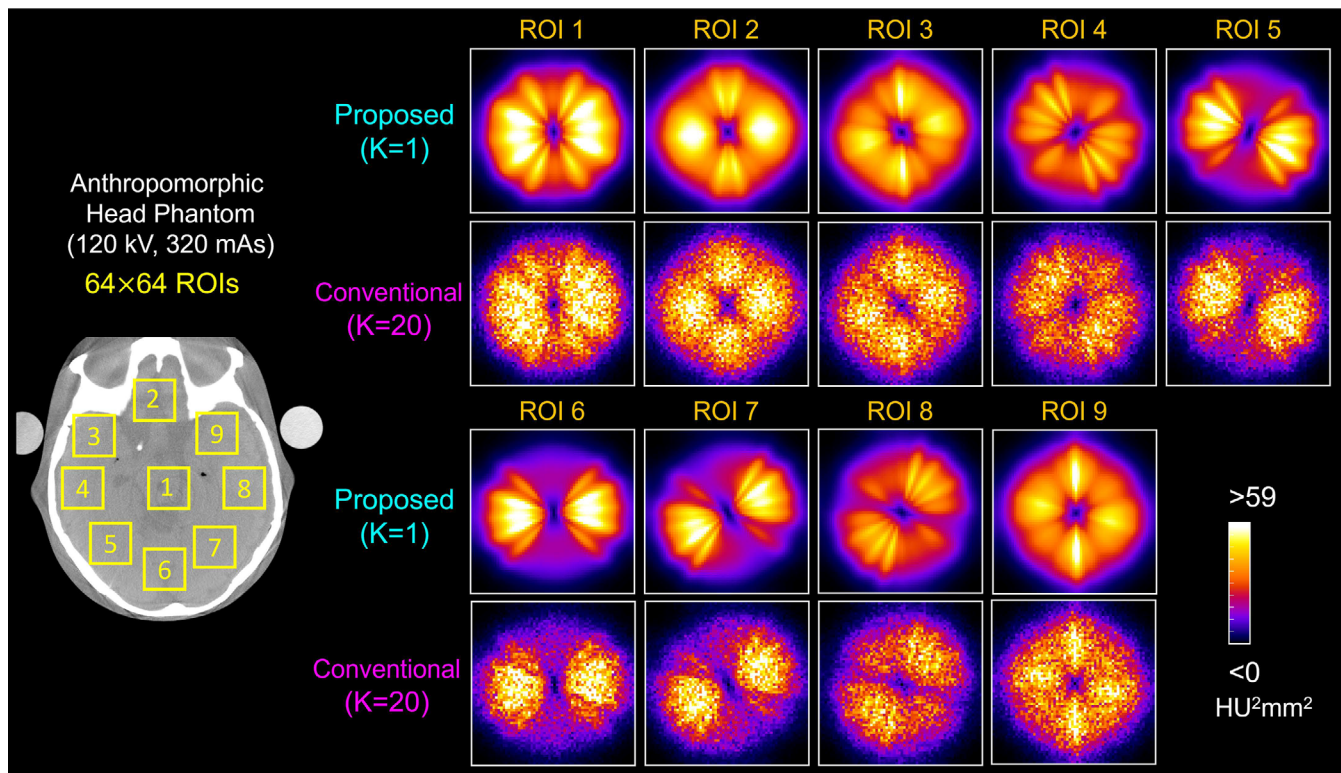 ROI 1 ROI 2 ROI 3 ROI 4 ROI 5
Proposed
(K=1)
Anthropomorphic
Head Phantom
(120 kV, 320 mAs)
64×64 ROIs
Conventional
(K=20)
2
3
9
4
1
8
5
7
6
ROI 6 ROI 7 ROI 8 ROI 9
Proposed
(K=1)
Conventional
(K=20)
>59
<0
HU²mm²